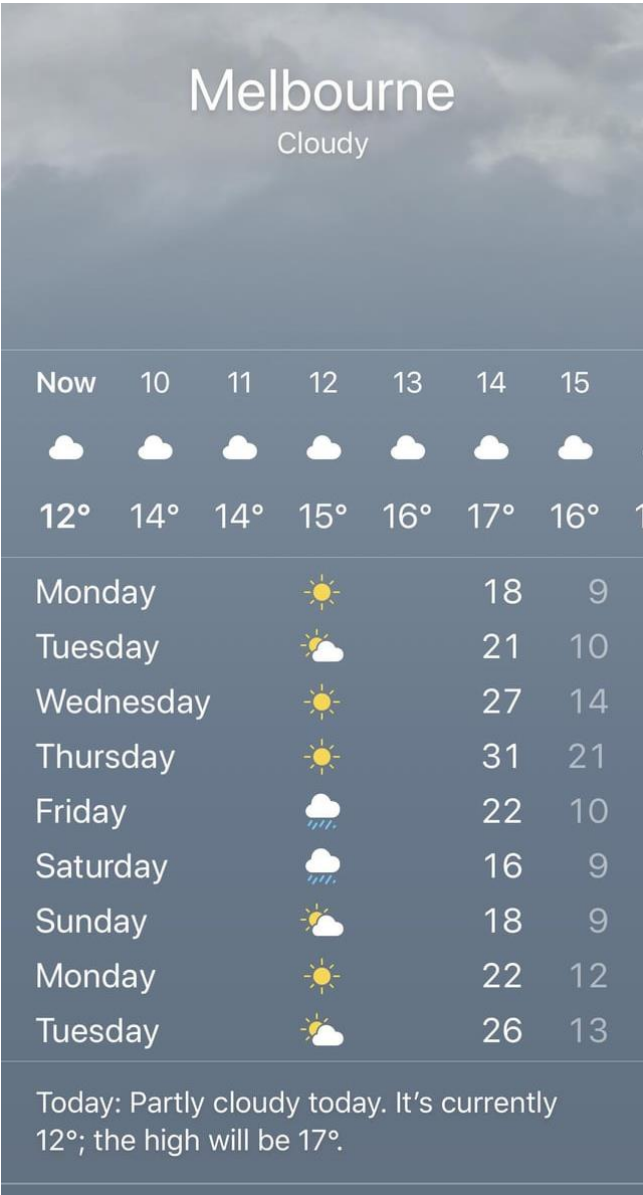 Melbourne
Cloudy
Now 10 11 12 13 14 15
12° 14° 14° 15° 16° 17° 16°
Monday 18 9
Tuesday 21 10
Wednesday 27 14
Thursday 31 21
Friday 22 10
Saturday 16 9
Sunday 18 9
Monday 22 12
Tuesday 26 13
Today: Partly cloudy today. It’s currently
12°; the high will be 17°.